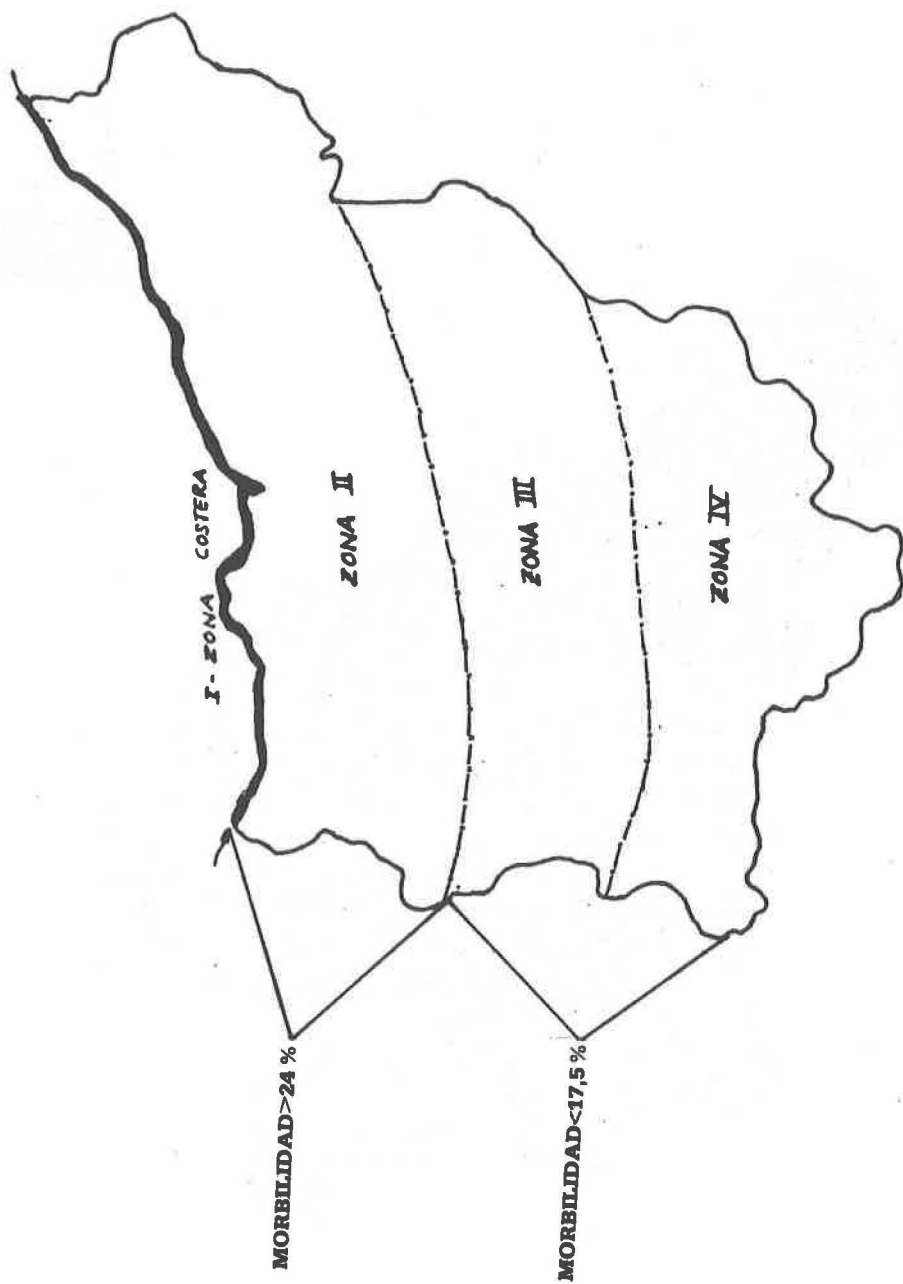 I- ZONA COSTERA
ZONA II
ZONA III
ZONA IV
MORBILIDAD>24 %
MORBILIDAD<17,5 %